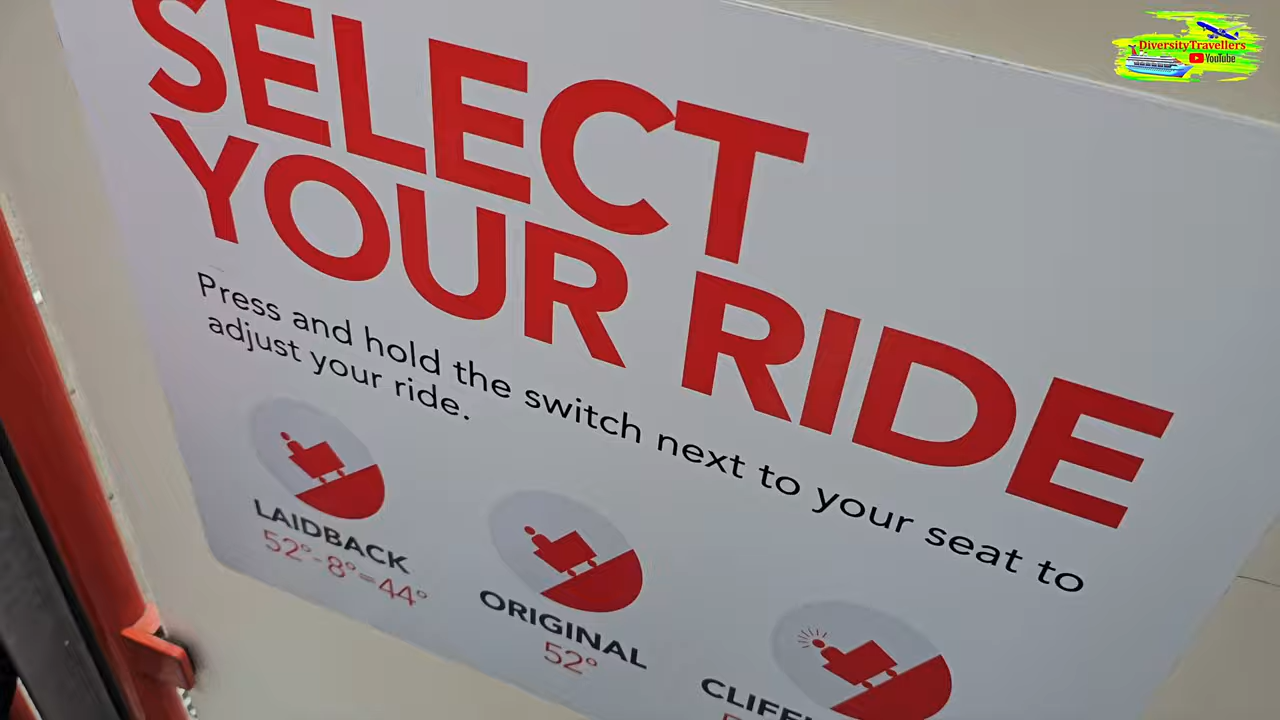 SELECT
YOUR RIDE
Press and hold the switch next to your seat to
adjust your ride.
LAIDBACK
52°-8°=44°
ORIGINAL
52°
DiversityTravellers
YouTube